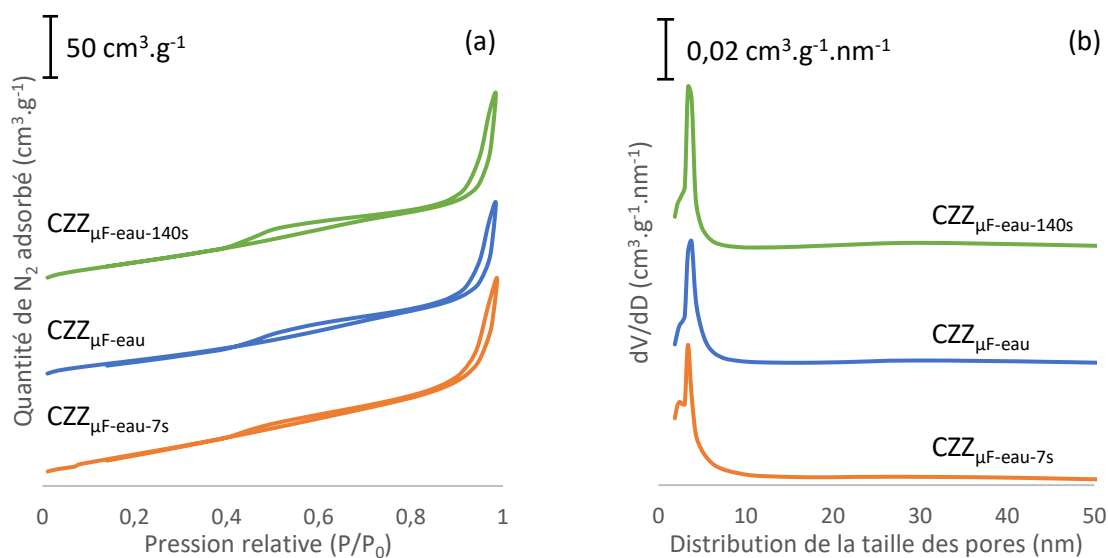 50 cm³.g⁻¹
(a)
Quantité de N₂ adsorbé (cm³.g⁻¹)
CZZμF-eau-140s
CZZμF-eau
CZZμF-eau-7s
0 0,2 0,4 0,6 0,8 1
Pression relative (P/P₀)
0,02 cm³.g⁻¹.nm⁻¹
(b)
dV/dD (cm³.g⁻¹.nm⁻¹)
CZZμF-eau-140s
CZZμF-eau
CZZμF-eau-7s
0 10 20 30 40 50
Distribution de la taille des pores (nm)